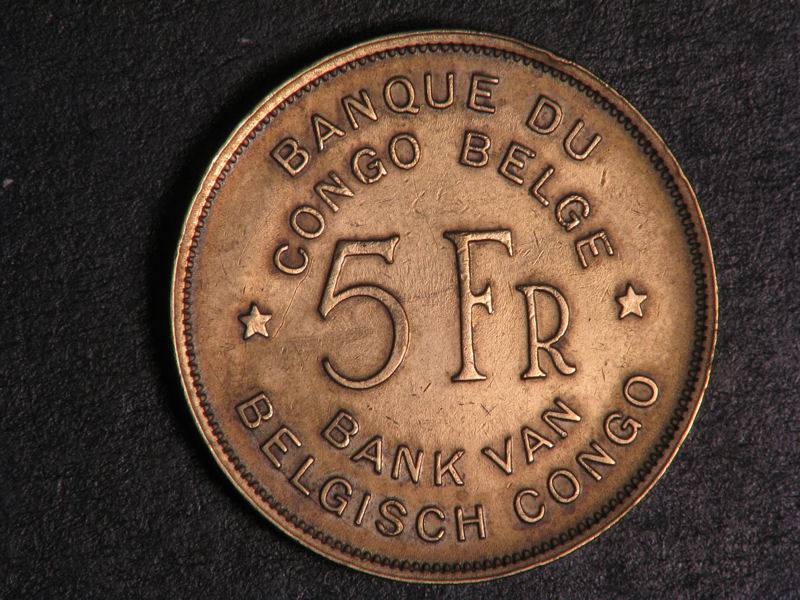 BANQUE DU
CONGO BELGE
5 FR
BANK VAN
BELGISCH CONGO